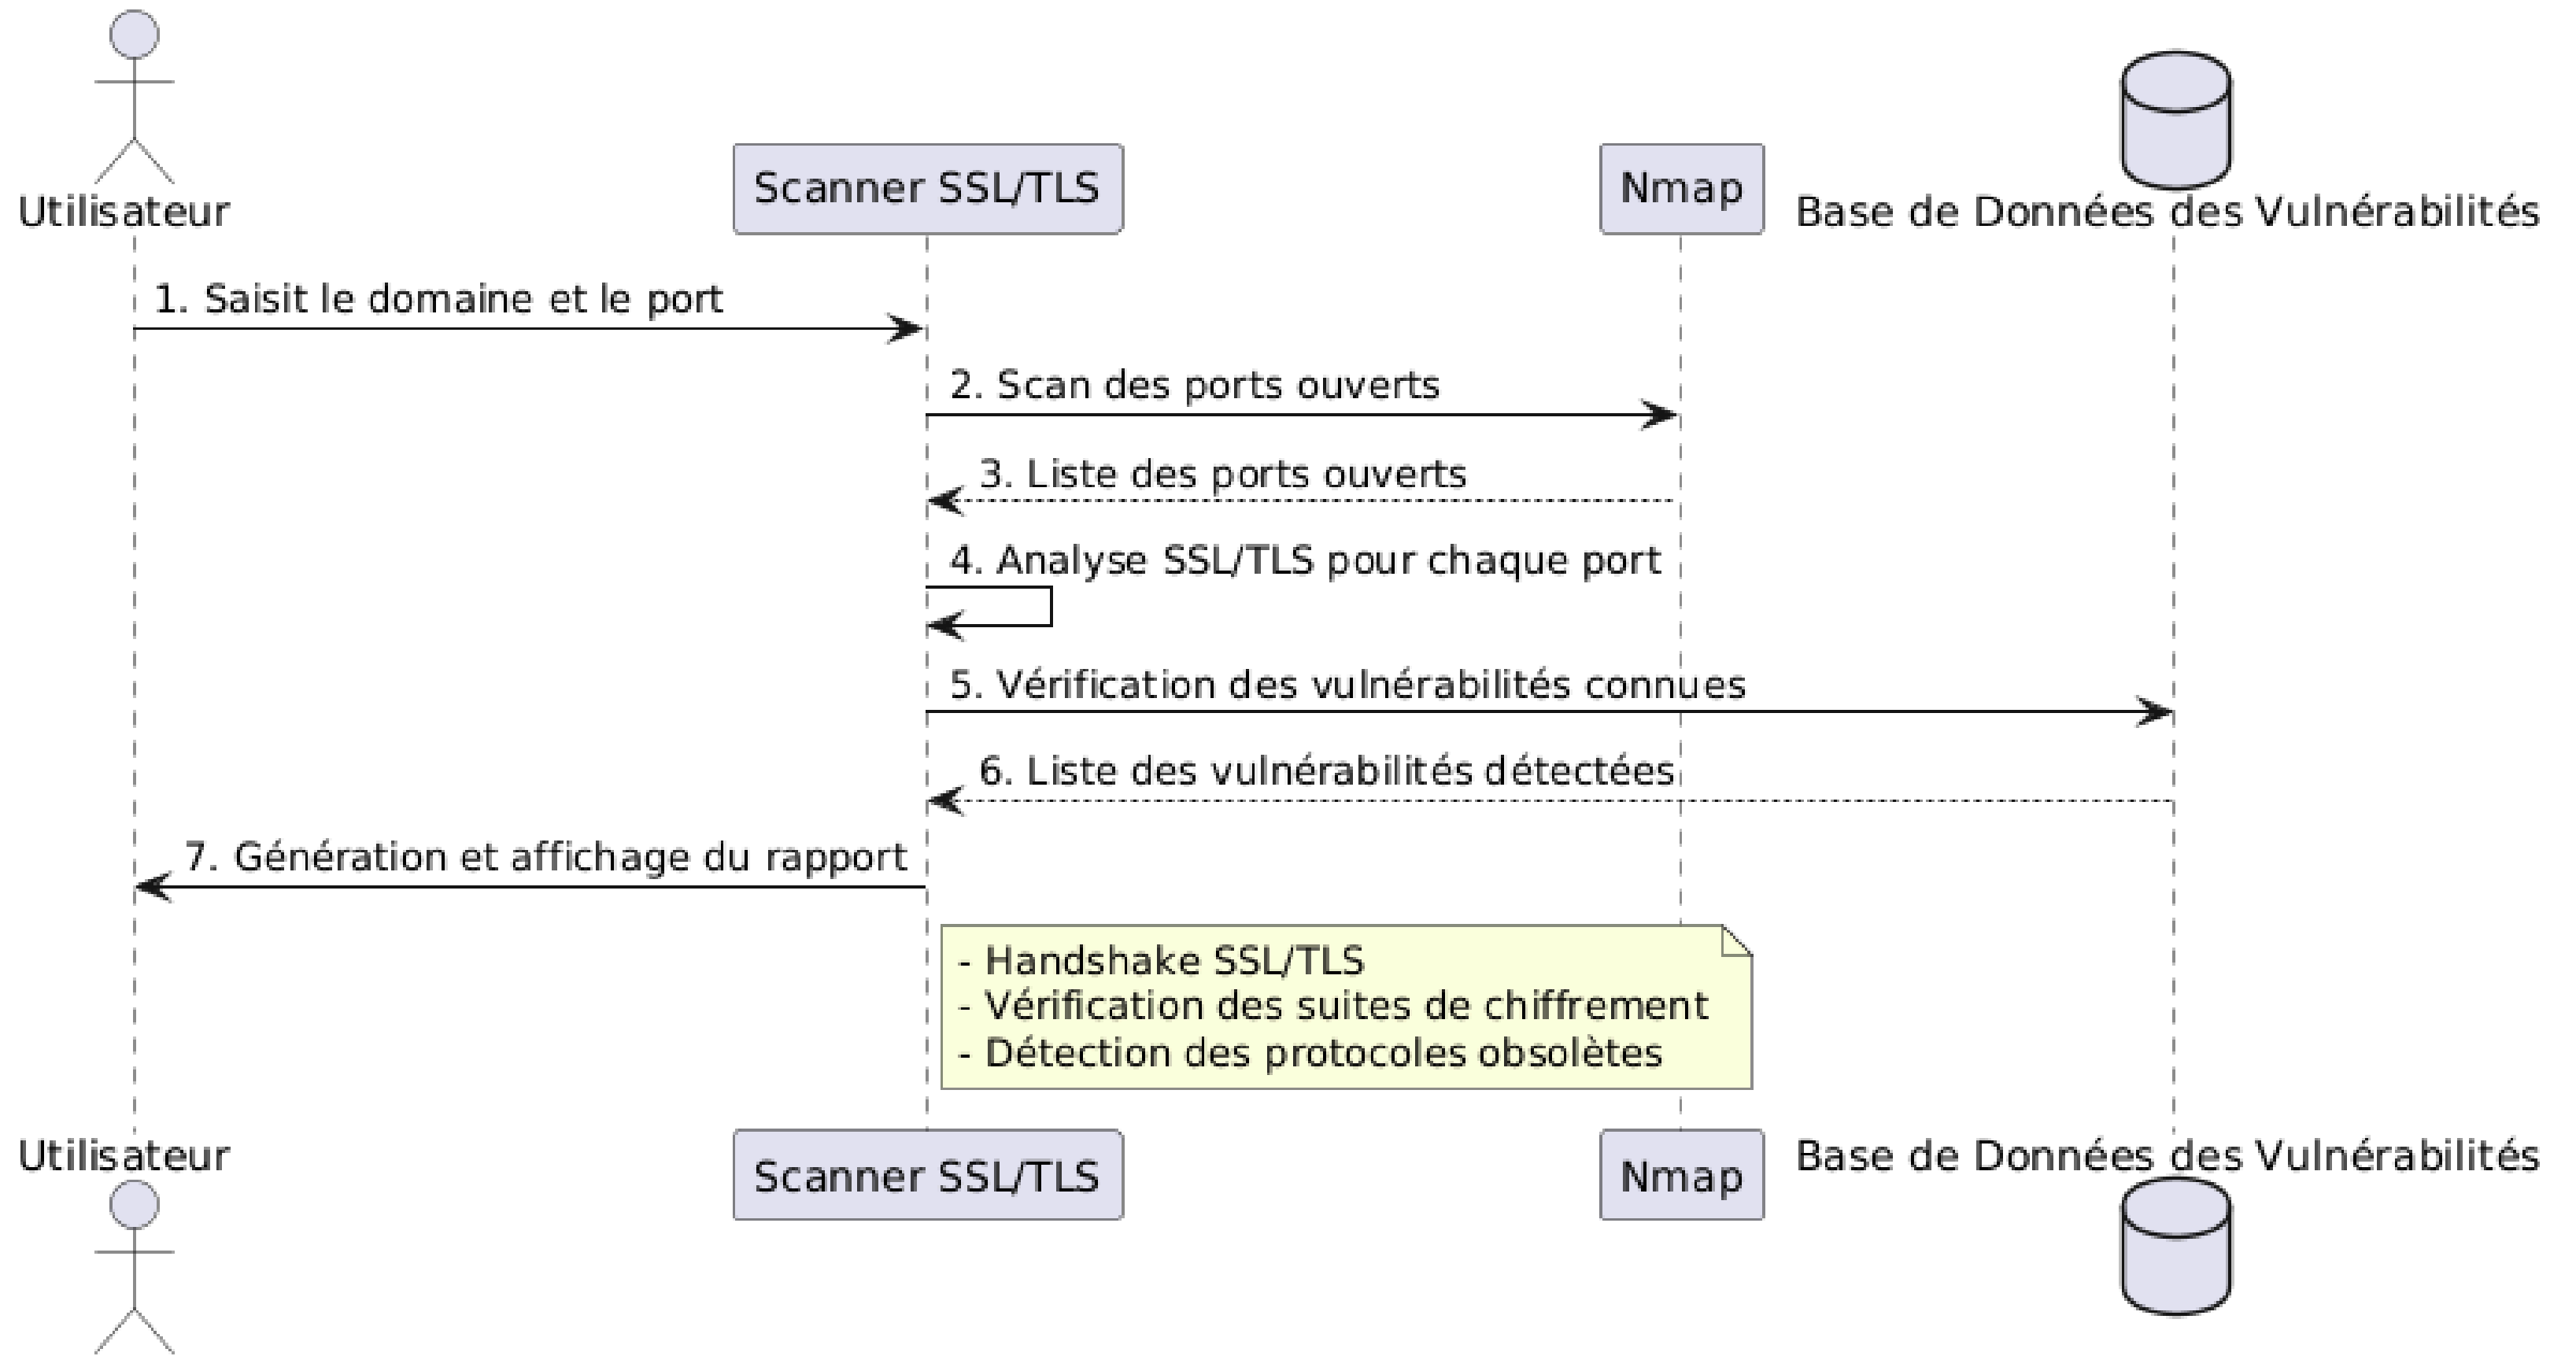 Utilisateur
Scanner SSL/TLS
Nmap
Base de Données des Vulnérabilités
1. Saisit le domaine et le port
2. Scan des ports ouverts
3. Liste des ports ouverts
4. Analyse SSL/TLS pour chaque port
5. Vérification des vulnérabilités connues
6. Liste des vulnérabilités détectées
7. Génération et affichage du rapport
- Handshake SSL/TLS
- Vérification des suites de chiffrement
- Détection des protocoles obsolètes
Utilisateur
Scanner SSL/TLS
Nmap
Base de Données des Vulnérabilités